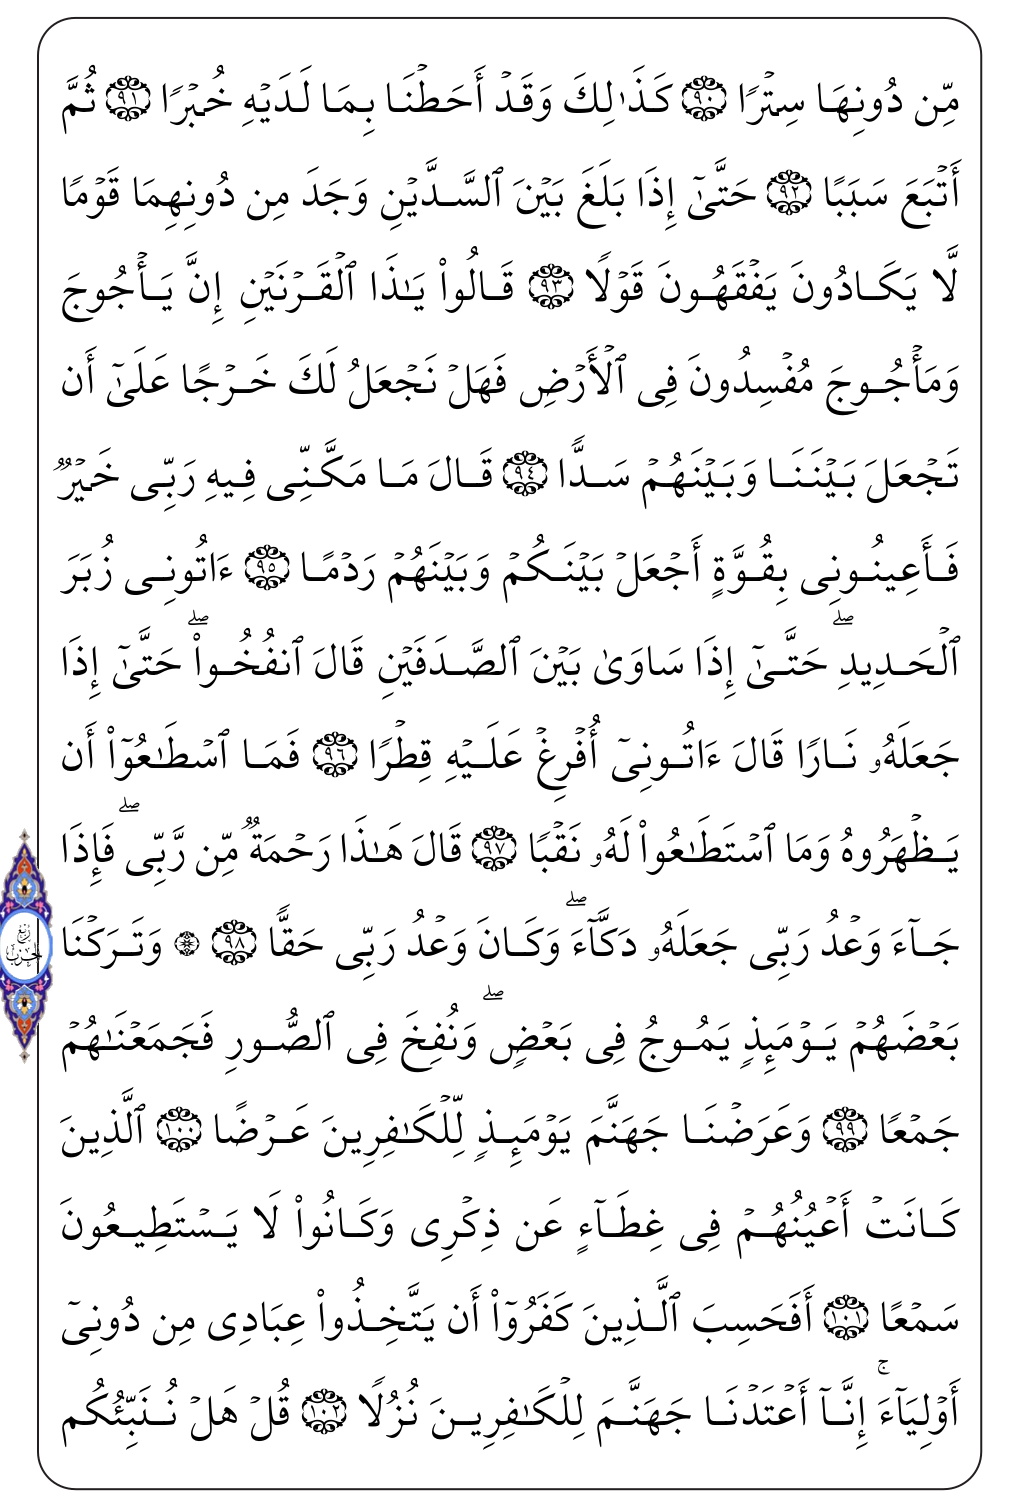 مِّن دُونِهَا سِتۡرٗا ٩٠ كَذَٰلِكَ وَقَدۡ أَحَطۡنَا بِمَا لَدَيۡهِ خُبۡرٗا ٩١ ثُمَّ
أَتۡبَعَ سَبَبًا ٩٢ حَتَّىٰٓ إِذَا بَلَغَ بَيۡنَ ٱلسَّدَّيۡنِ وَجَدَ مِن دُونِهِمَا قَوۡمٗا
لَّا يَكَادُونَ يَفۡقَهُونَ قَوۡلٗا ٩٣ قَالُواْ يَٰذَا ٱلۡقَرۡنَيۡنِ إِنَّ يَأۡجُوجَ
وَمَأۡجُوجَ مُفۡسِدُونَ فِي ٱلۡأَرۡضِ فَهَلۡ نَجۡعَلُ لَكَ خَرۡجًا عَلَىٰٓ أَن
تَجۡعَلَ بَيۡنَنَا وَبَيۡنَهُمۡ سَدّٗا ٩٤ قَالَ مَا مَكَّنِّي فِيهِ رَبِّي خَيۡرٞ
فَأَعِينُونِي بِقُوَّةٍ أَجۡعَلۡ بَيۡنَكُمۡ وَبَيۡنَهُمۡ رَدۡمًا ٩٥ ءَاتُونِي زُبَرَ
ٱلۡحَدِيدِۖ حَتَّىٰٓ إِذَا سَاوَىٰ بَيۡنَ ٱلصَّدَفَيۡنِ قَالَ ٱنفُخُواْۖ حَتَّىٰٓ إِذَا
جَعَلَهُۥ نَارٗا قَالَ ءَاتُونِيٓ أُفۡرِغۡ عَلَيۡهِ قِطۡرٗا ٩٦ فَمَا ٱسۡطَٰعُوٓاْ أَن
يَظۡهَرُوهُ وَمَا ٱسۡتَطَٰعُواْ لَهُۥ نَقۡبٗا ٩٧ قَالَ هَٰذَا رَحۡمَةٞ مِّن رَّبِّيۖ فَإِذَا
جَآءَ وَعۡدُ رَبِّي جَعَلَهُۥ دَكَّآءَۖ وَكَانَ وَعۡدُ رَبِّي حَقّٗا ٩٨ ۞ وَتَرَكۡنَا
ربع
الحزب
بَعۡضَهُمۡ يَوۡمَئِذٖ يَمُوجُ فِي بَعۡضٖۖ وَنُفِخَ فِي ٱلصُّورِ فَجَمَعۡنَٰهُمۡ
جَمۡعٗا ٩٩ وَعَرَضۡنَا جَهَنَّمَ يَوۡمَئِذٖ لِّلۡكَٰفِرِينَ عَرۡضًا ١٠٠ ٱلَّذِينَ
كَانَتۡ أَعۡيُنُهُمۡ فِي غِطَآءٍ عَن ذِكۡرِي وَكَانُواْ لَا يَسۡتَطِيعُونَ
سَمۡعًا ١٠١ أَفَحَسِبَ ٱلَّذِينَ كَفَرُوٓاْ أَن يَتَّخِذُواْ عِبَادِي مِن دُونِيٓ
أَوۡلِيَآءَۚ إِنَّآ أَعۡتَدۡنَا جَهَنَّمَ لِلۡكَٰفِرِينَ نُزُلٗا ١٠٢ قُلۡ هَلۡ نُنَبِّئُكُم